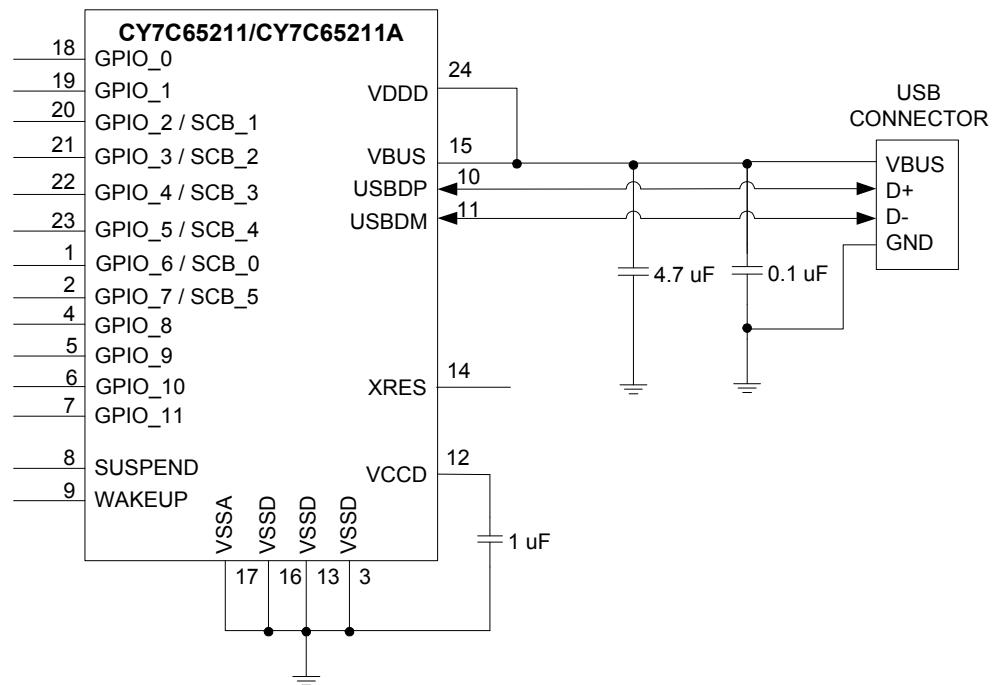 CY7C65211/CY7C65211A
18 GPIO_0
19 GPIO_1
20 GPIO_2 / SCB_1
21 GPIO_3 / SCB_2
22 GPIO_4 / SCB_3
23 GPIO_5 / SCB_4
1 GPIO_6 / SCB_0
2 GPIO_7 / SCB_5
4 GPIO_8
5 GPIO_9
6 GPIO_10
7 GPIO_11
8 SUSPEND
9 WAKEUP
VDDD 24
VBUS 15
USBDP 10
USBDM 11
XRES 14
VCCD 12
VSSA
VSSD
VSSD
VSSD
17 16 13 3
4.7 uF
0.1 uF
1 uF
USB
CONNECTOR
VBUS
D+
D-
GND